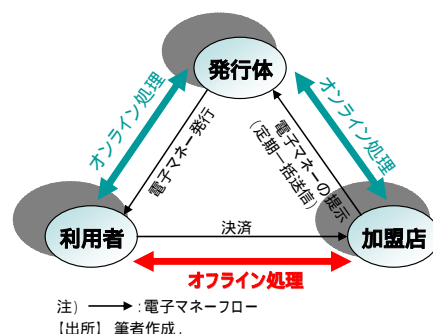 発行体
オンライン処理
オンライン処理
電子マネー発行
電子マネーの提示
(定期一括送信)
利用者
決済
加盟店
オフライン処理
注) ⟶ :電子マネーフロー
【出所】 筆者作成.